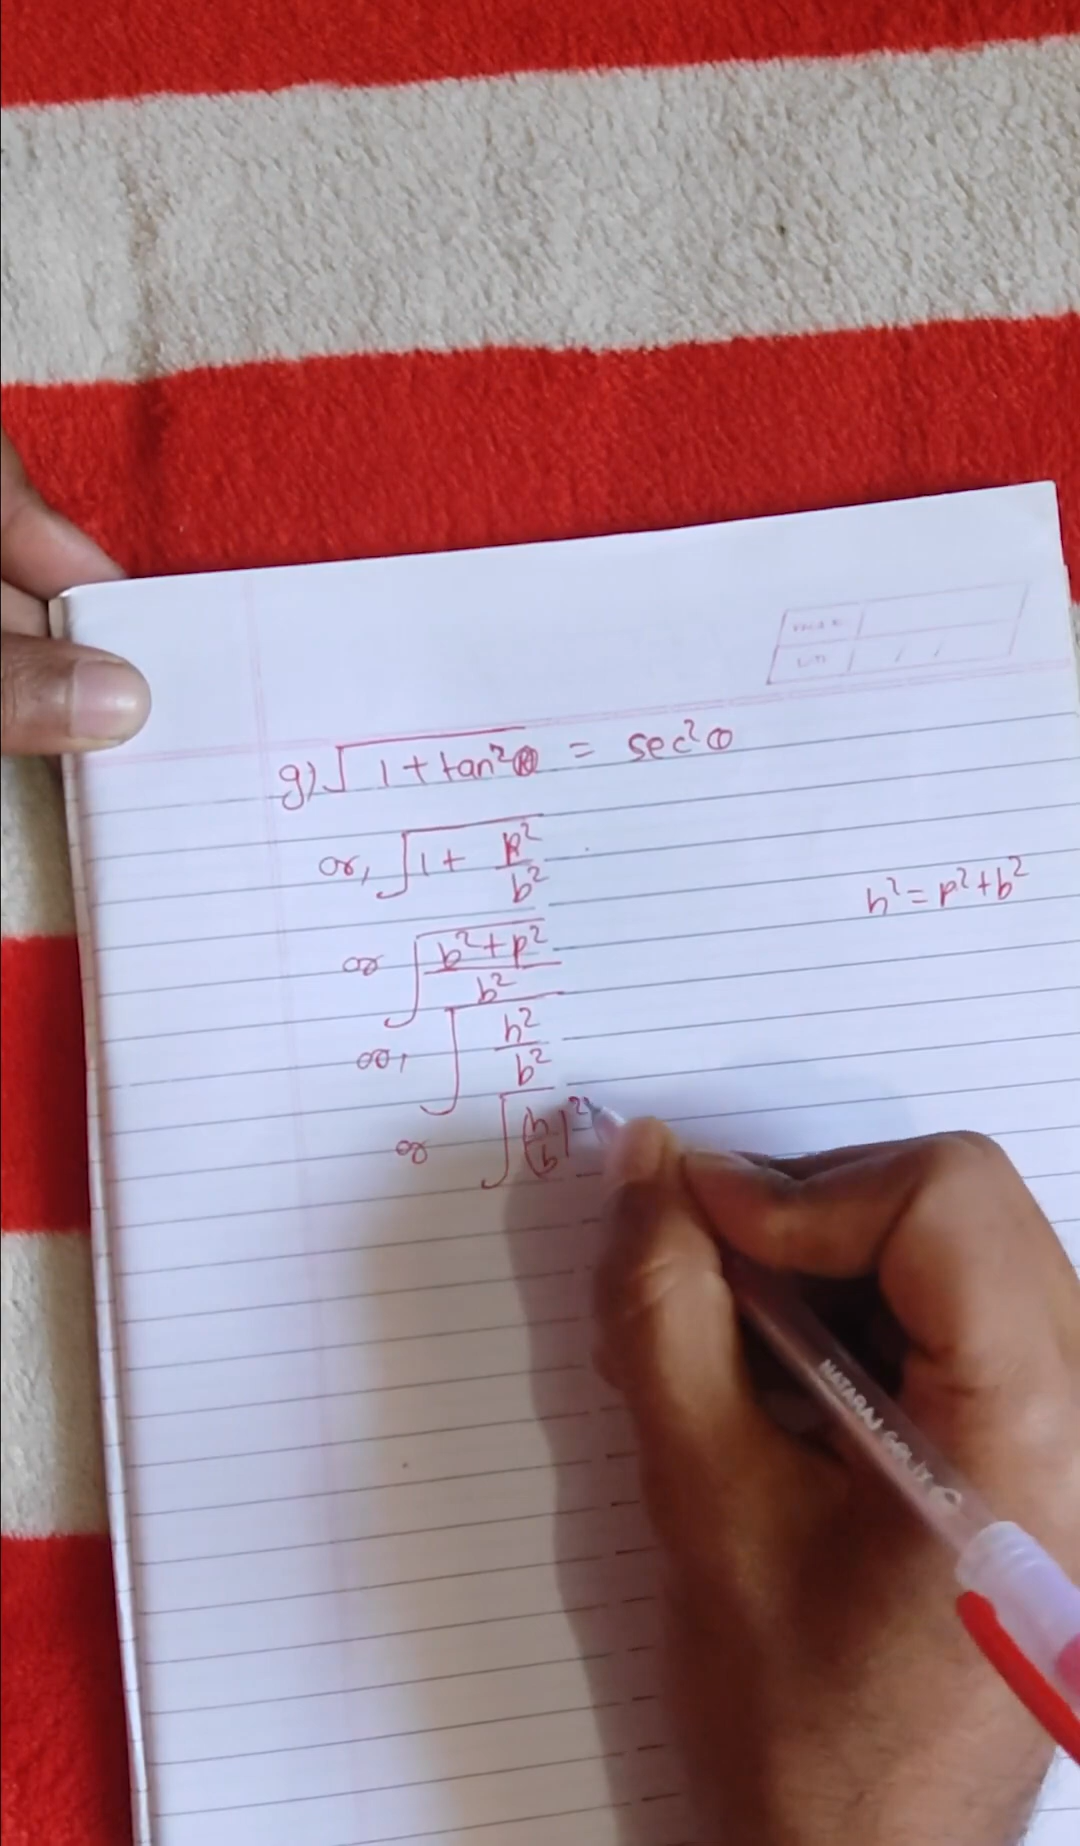 g) √1 + tan²θ = sec²θ
or, √1 + p²/b²
h² = p² + b²
or √b² + p²/b²
or, √h²/b²
or √(h/b)²
NATARAJ